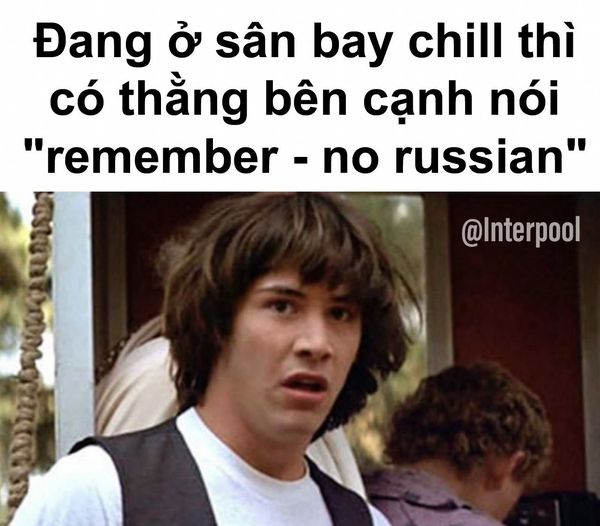 Đang ở sân bay chill thì
có thằng bên cạnh nói
"remember - no russian"
@Interpool